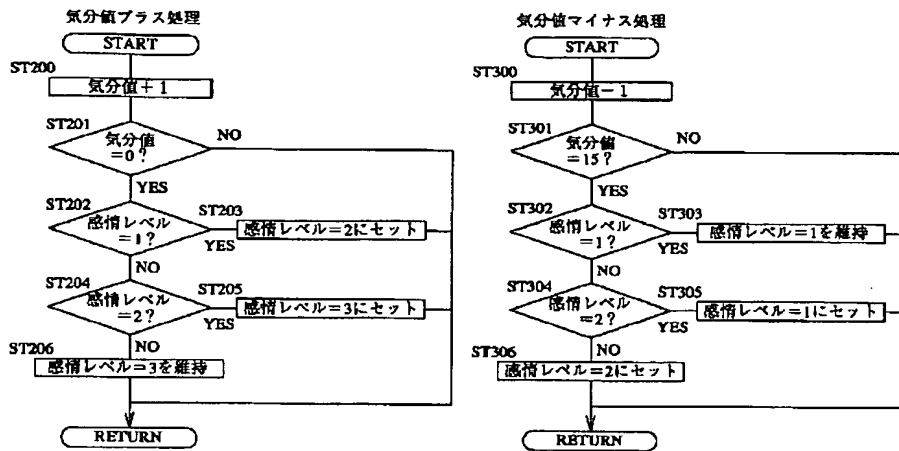 気分値プラス処理
START
ST200
気分値+1
ST201
気分値
=0?
NO
YES
ST202
感情レベル
=1?
ST203
YES
感情レベル=2にセット
NO
ST204
感情レベル
=2?
ST205
YES
感情レベル=3にセット
NO
ST206
感情レベル=3を維持
RETURN
気分値マイナス処理
START
ST300
気分値-1
ST301
気分値
=15?
NO
YES
ST302
感情レベル
=1?
ST303
YES
感情レベル=1を維持
NO
ST304
感情レベル
=2?
ST305
YES
感情レベル=1にセット
NO
ST306
感情レベル=2にセット
RETURN